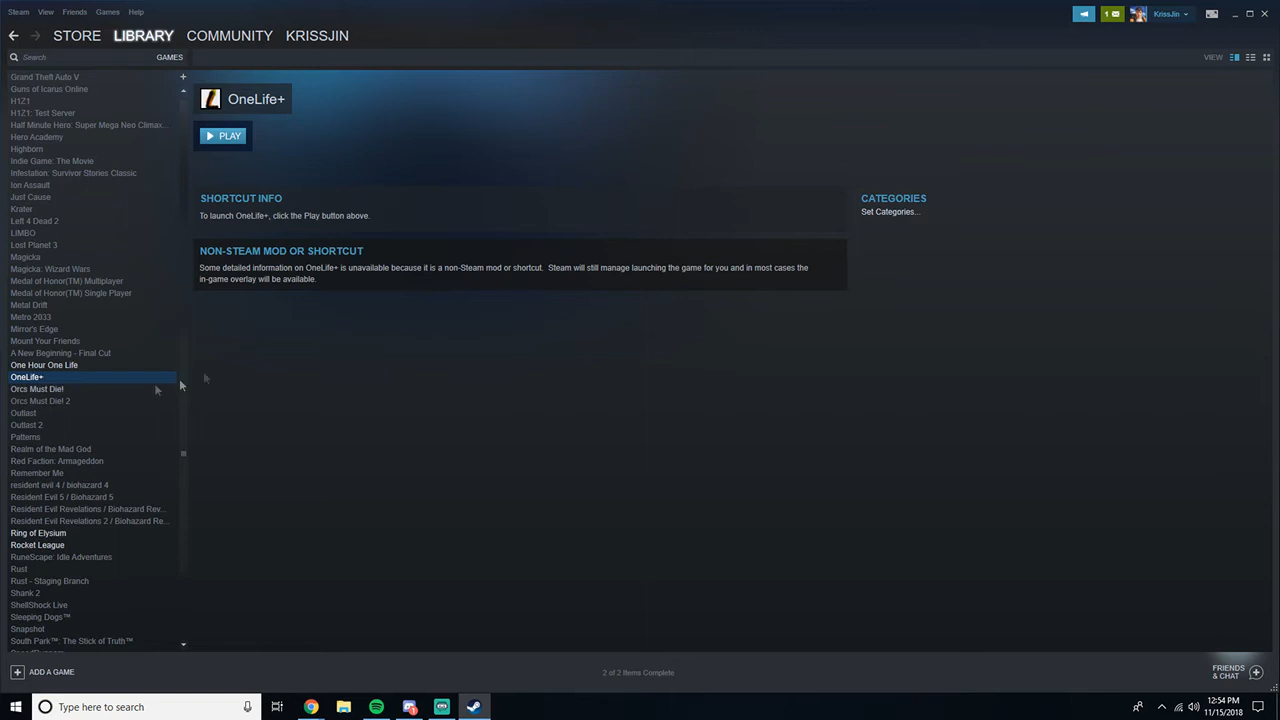 Steam View Friends Games Help
1
KrissJin
STORE LIBRARY COMMUNITY KRISSJIN
Search
GAMES
VIEW
Grand Theft Auto V
Guns of Icarus Online
H1Z1
H1Z1: Test Server
Half Minute Hero: Super Mega Neo Climax...
Hero Academy
Highborn
Indie Game: The Movie
Infestation: Survivor Stories Classic
Ion Assault
Just Cause
Krater
Left 4 Dead 2
LIMBO
Lost Planet 3
Magicka
Magicka: Wizard Wars
Medal of Honor(TM) Multiplayer
Medal of Honor(TM) Single Player
Metal Drift
Metro 2033
Mirror's Edge
Mount Your Friends
A New Beginning - Final Cut
One Hour One Life
OneLife+
Orcs Must Die!
Orcs Must Die! 2
Outlast
Outlast 2
Patterns
Realm of the Mad God
Red Faction: Armageddon
Remember Me
resident evil 4 / biohazard 4
Resident Evil 5 / Biohazard 5
Resident Evil Revelations / Biohazard Rev...
Resident Evil Revelations 2 / Biohazard Re...
Ring of Elysium
Rocket League
RuneScape: Idle Adventures
Rust
Rust - Staging Branch
Shank 2
ShellShock Live
Sleeping Dogs™
Snapshot
South Park™: The Stick of Truth™
ADD A GAME
OneLife+
PLAY
SHORTCUT INFO
To launch OneLife+, click the Play button above.
NON-STEAM MOD OR SHORTCUT
Some detailed information on OneLife+ is unavailable because it is a non-Steam mod or shortcut. Steam will still manage launching the game for you and in most cases the
in-game overlay will be available.
CATEGORIES
Set Categories...
2 of 2 Items Complete
FRIENDS
& CHAT
Type here to search
12:54 PM
11/15/2018